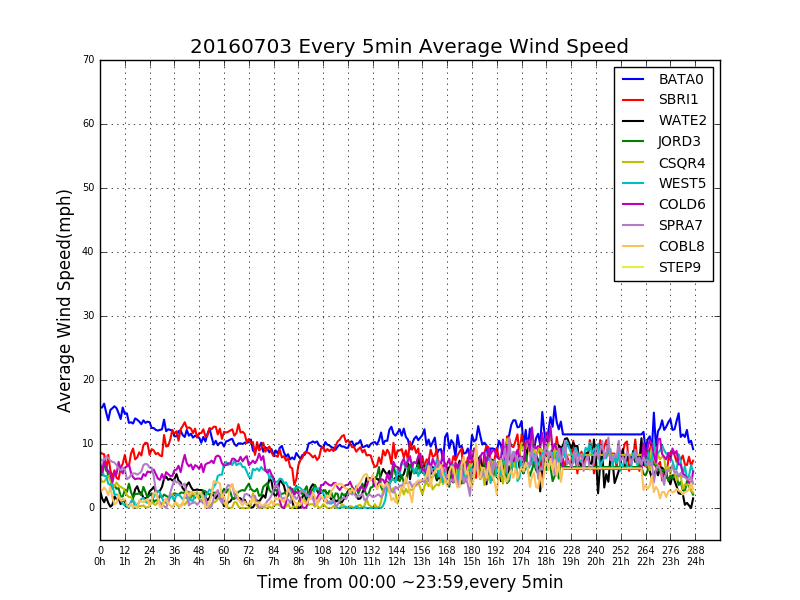 20160703 Every 5min Average Wind Speed
70
60
50
40
30
20
10
0
Average Wind Speed(mph)
BATA0
SBRI1
WATE2
JORD3
CSQR4
WEST5
COLD6
SPRA7
COBL8
STEP9
0 12 24 36 48 60 72 84 96 108 120 132 144 156 168 180 192 204 216 228 240 252 264 276 288
0h 1h 2h 3h 4h 5h 6h 7h 8h 9h 10h 11h 12h 13h 14h 15h 16h 17h 18h 19h 20h 21h 22h 23h 24h
Time from 00:00 ~23:59,every 5min